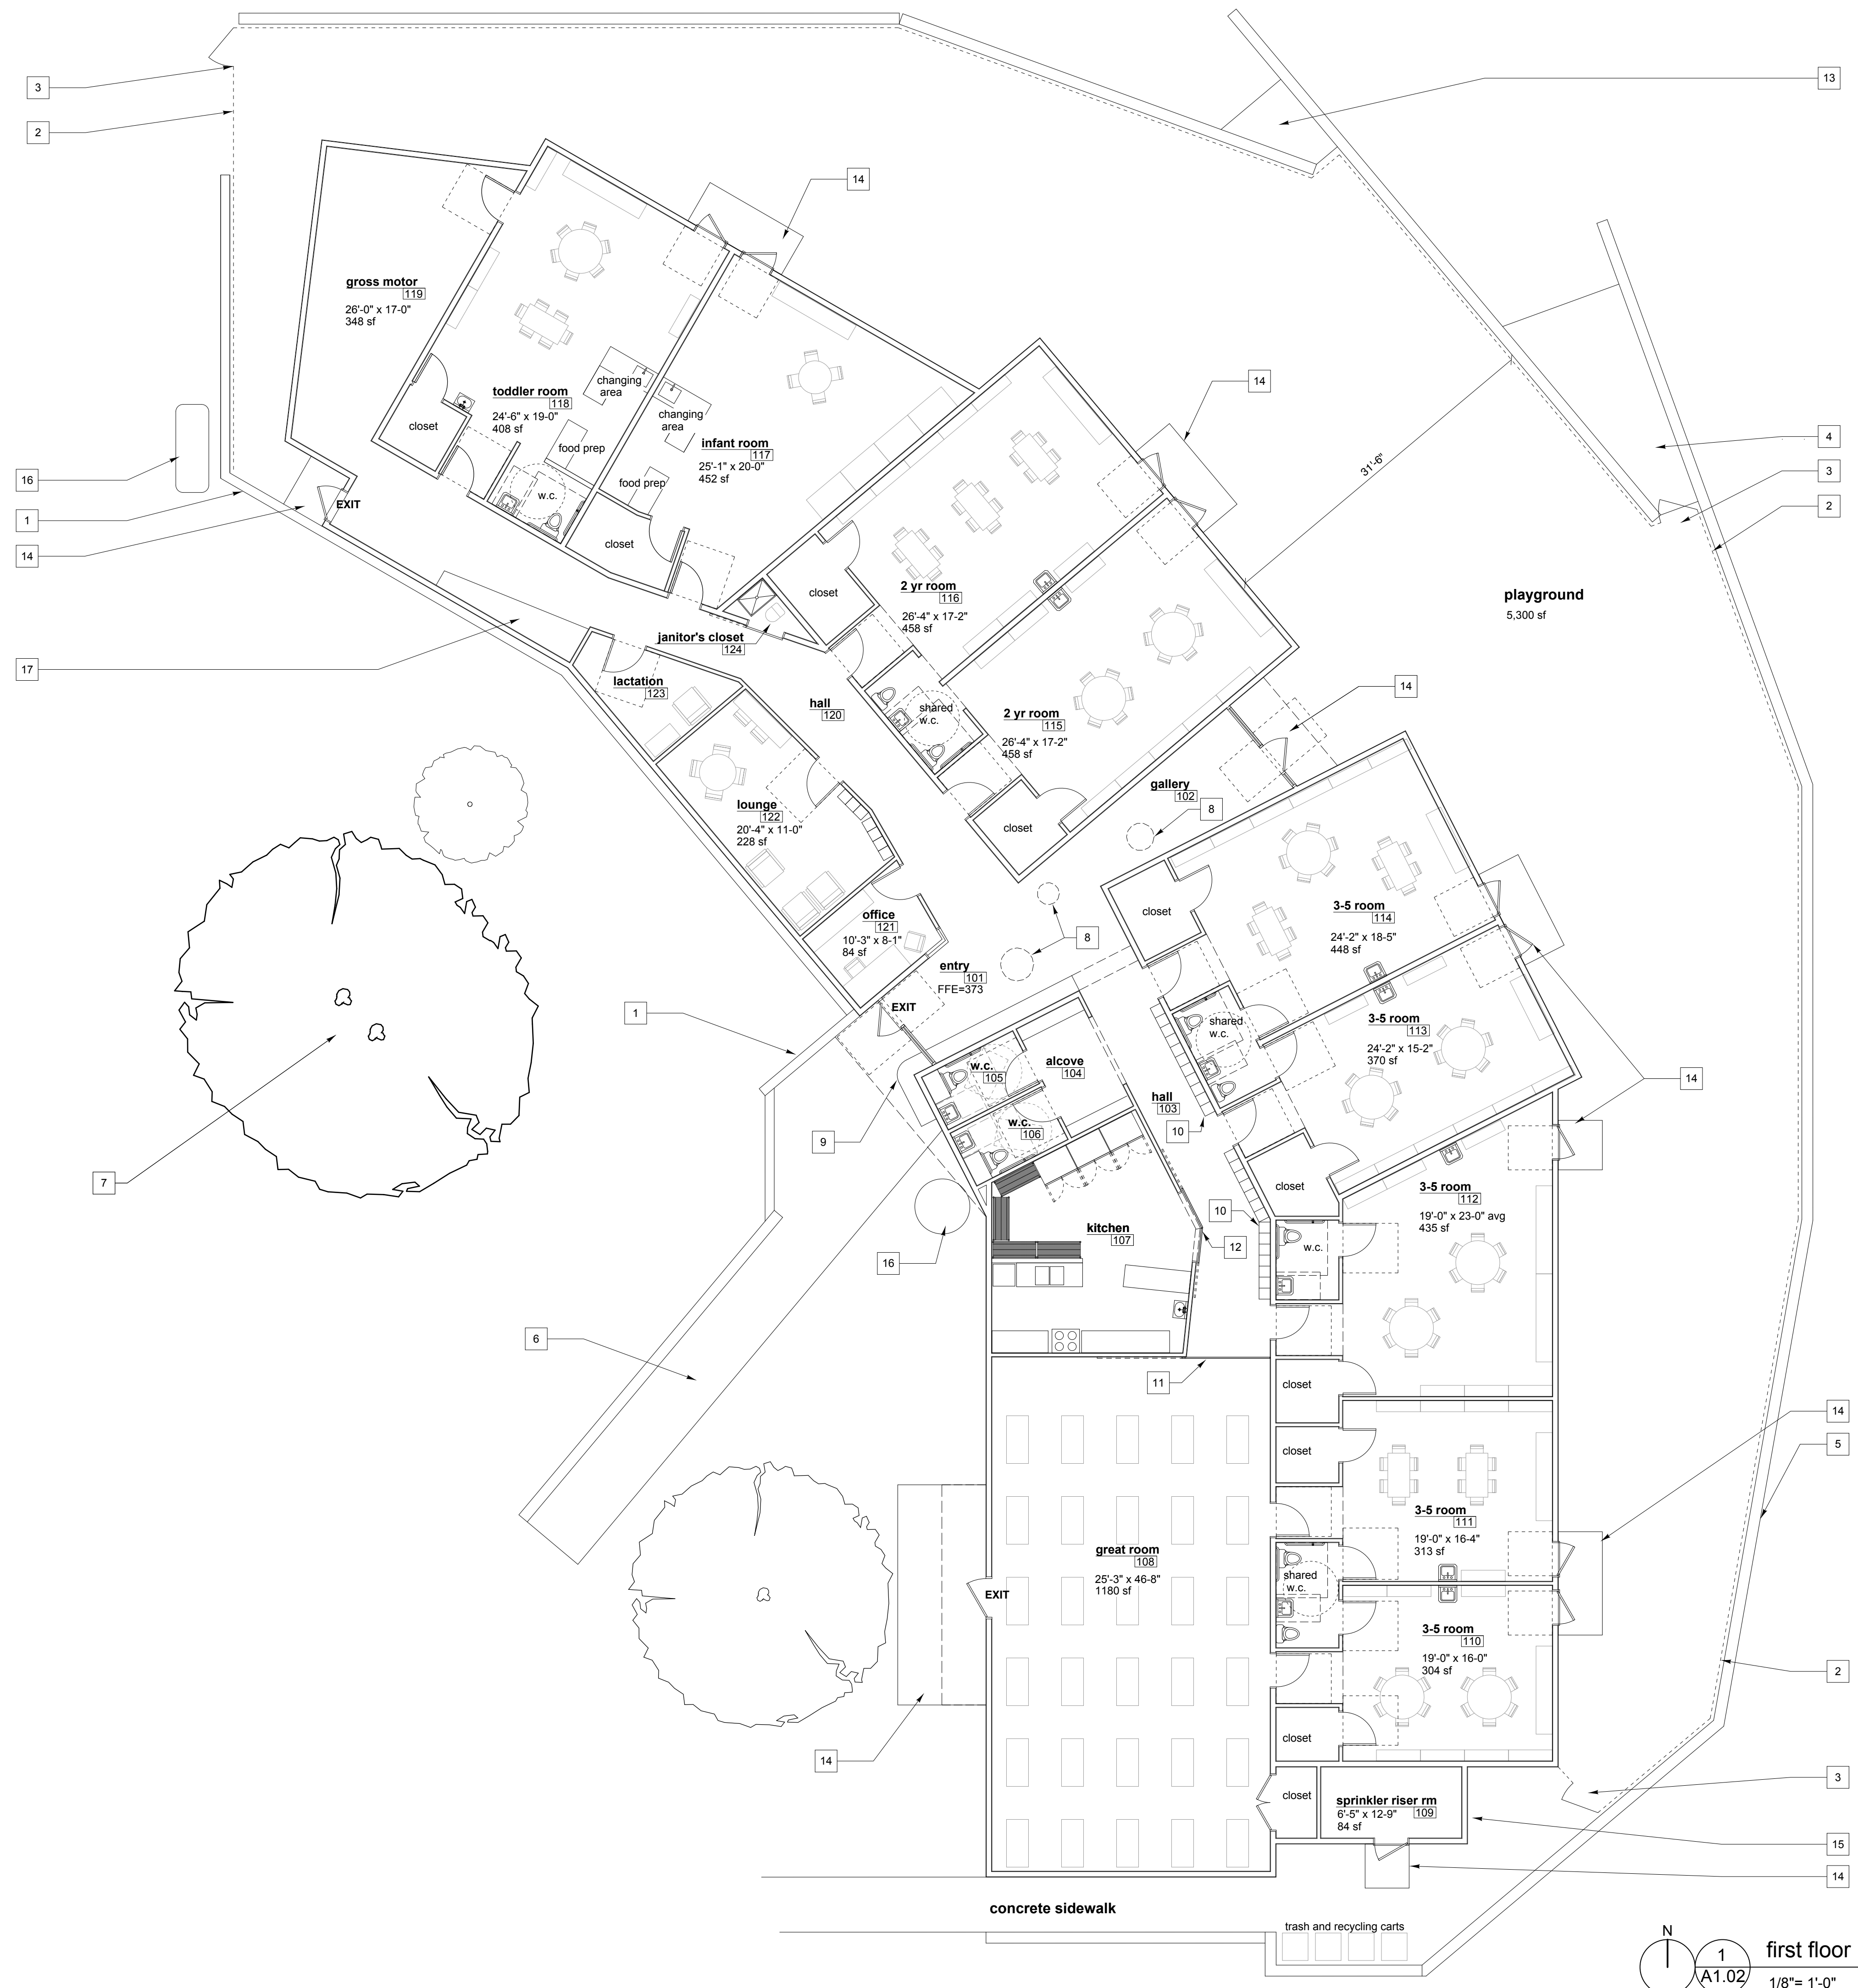 3
13
2
14
gross motor
119
26'-0" x 17-0"
348 sf
toddler room
118
24'-6" x 19-0"
408 sf
changing
area
changing
area
closet
food prep
infant room
117
25'-1" x 20-0"
452 sf
food prep
w.c.
closet
14
31'-6"
4
3
2
16
1
14
EXIT
closet
2 yr room
116
26'-4" x 17-2"
458 sf
playground
5,300 sf
janitor's closet
124
17
lactation
123
hall
120
shared
w.c.
2 yr room
115
26'-4" x 17-2"
458 sf
14
gallery
102
8
lounge
122
20'-4" x 11-0"
228 sf
closet
office
121
10'-3" x 8-1"
84 sf
8
closet
3-5 room
114
24'-2" x 18-5"
448 sf
entry
101
FFE=373
EXIT
1
shared
w.c.
3-5 room
113
24'-2" x 15-2"
370 sf
w.c.
105
alcove
104
hall
103
14
w.c.
106
9
10
7
closet
3-5 room
112
19'-0" x 23-0" avg
435 sf
10
kitchen
107
12
w.c.
16
6
11
closet
14
closet
5
3-5 room
111
19'-0" x 16-4"
313 sf
great room
108
25'-3" x 46-8"
1180 sf
EXIT
shared
w.c.
3-5 room
110
19'-0" x 16-0"
304 sf
2
closet
14
3
closet
sprinkler riser rm
6'-5" x 12-9"
109
84 sf
15
14
concrete sidewalk
trash and recycling carts
N
1
A1.02
first floor
1/8"= 1'-0"